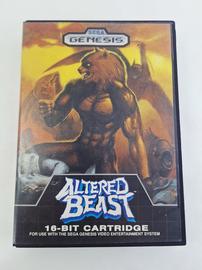 SEGA
GENESIS
ALTERED
BEAST
16-BIT CARTRIDGE
FOR USE WITH THE SEGA GENESIS VIDEO ENTERTAINMENT SYSTEM